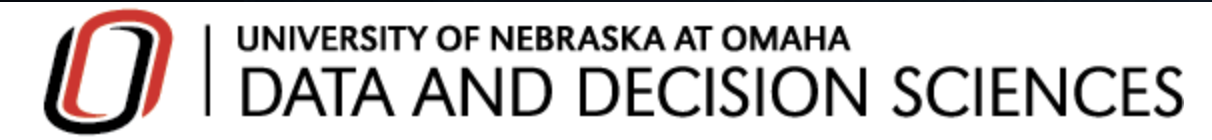 UNIVERSITY OF NEBRASKA AT OMAHA
DATA AND DECISION SCIENCES